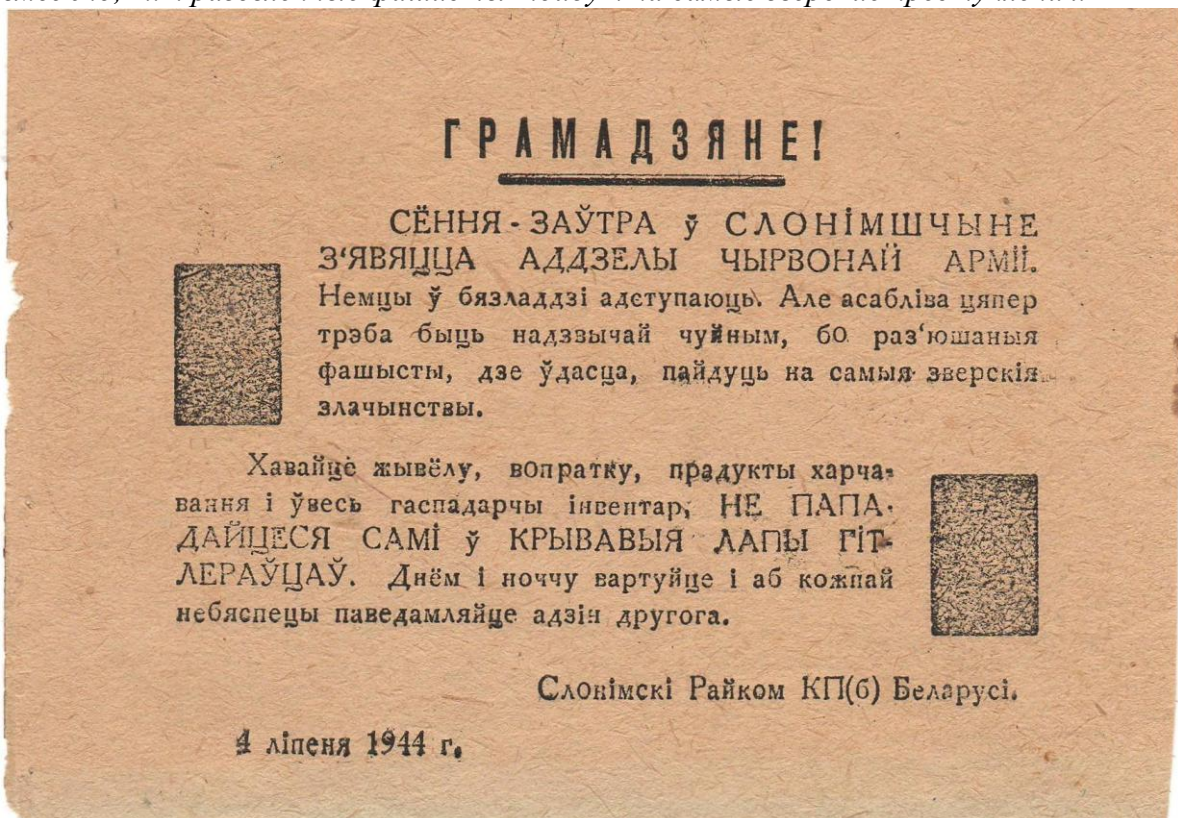 ГРАМАДЗЯНЕ!
СЁННЯ - ЗАЎТРА ў СЛОНІМШЧЫНЕ
З‘ЯВЯЦЦА АДДЗЕЛЫ ЧЫРВОНАЙ АРМІІ.
Немцы ў бязладдзі адступаюць. Але асабліва цяпер
трэба быць надзвычай чуйным, бо раз‘юшаныя
фашысты, дзе ўдасца, пайдуць на самыя зверскія
злачынствы.
Хавайце жывёлу, вопратку, прадукты харча-
вання і ўвесь гаспадарчы інвентар, НЕ ПАПА-
ДАЙЦЕСЯ САМІ ў КРЫВАВЫЯ ЛАПЫ ГІТ-
ЛЕРАЎЦАЎ. Днём і ноччу вартуйце і аб кожнай
небяспецы паведамляйце адзін другога.
Слонімскі Райком КП(б) Беларусі.
4 ліпеня 1944 г.